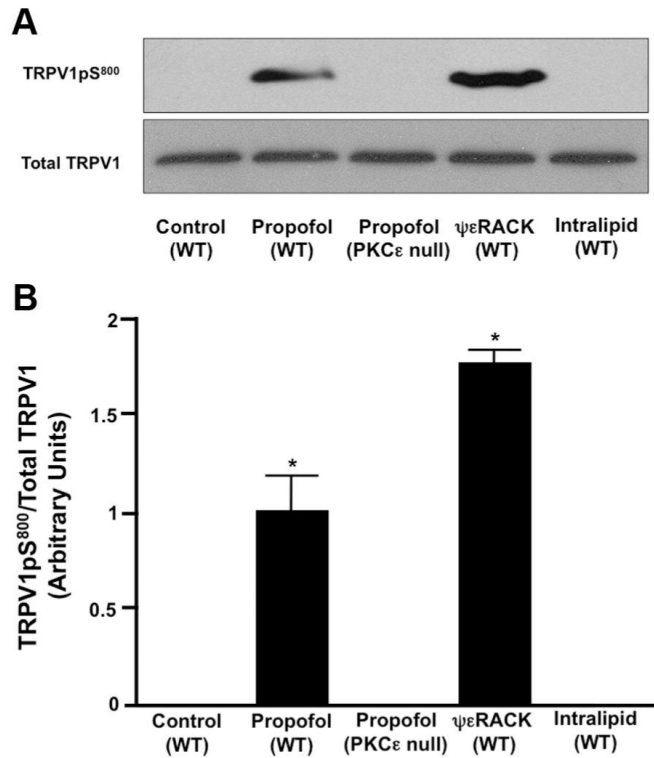 A
TRPV1pS⁸⁰⁰
Total TRPV1
Control Propofol Propofol ψεRACK Intralipid
(WT) (WT) (PKCε null) (WT) (WT)
B
TRPV1pS⁸⁰⁰/Total TRPV1
(Arbitrary Units)
2
1.5
1
0.5
0
*
*
Control Propofol Propofol ψεRACK Intralipid
(WT) (WT) (PKCε null) (WT) (WT)